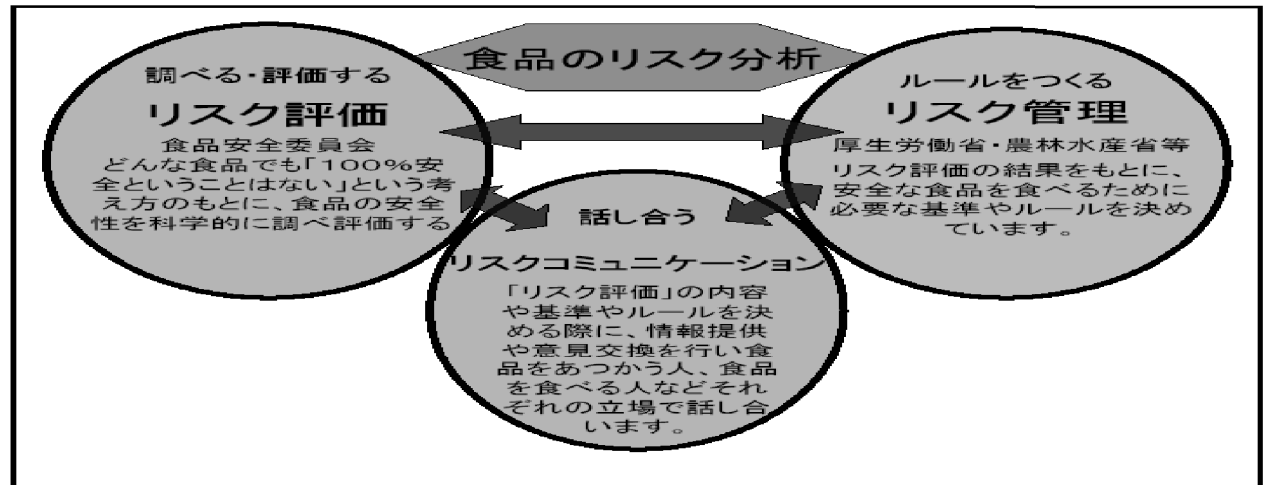 食品のリスク分析
調べる・評価する
リスク評価
食品安全委員会
どんな食品でも「100%安
全ということはない」という考
え方のもとに、食品の安全
性を科学的に調べ評価する
ルールをつくる
リスク管理
厚生労働省・農林水産省等
リスク評価の結果をもとに、
安全な食品を食べるために
必要な基準やルールを決め
ています。
話し合う
リスクコミュニケーション
「リスク評価」の内容
や基準やルールを決
める際に、情報提供
や意見交換を行い食
品をあつかう人、食品
を食べる人などそれ
ぞれの立場で話し合
います。